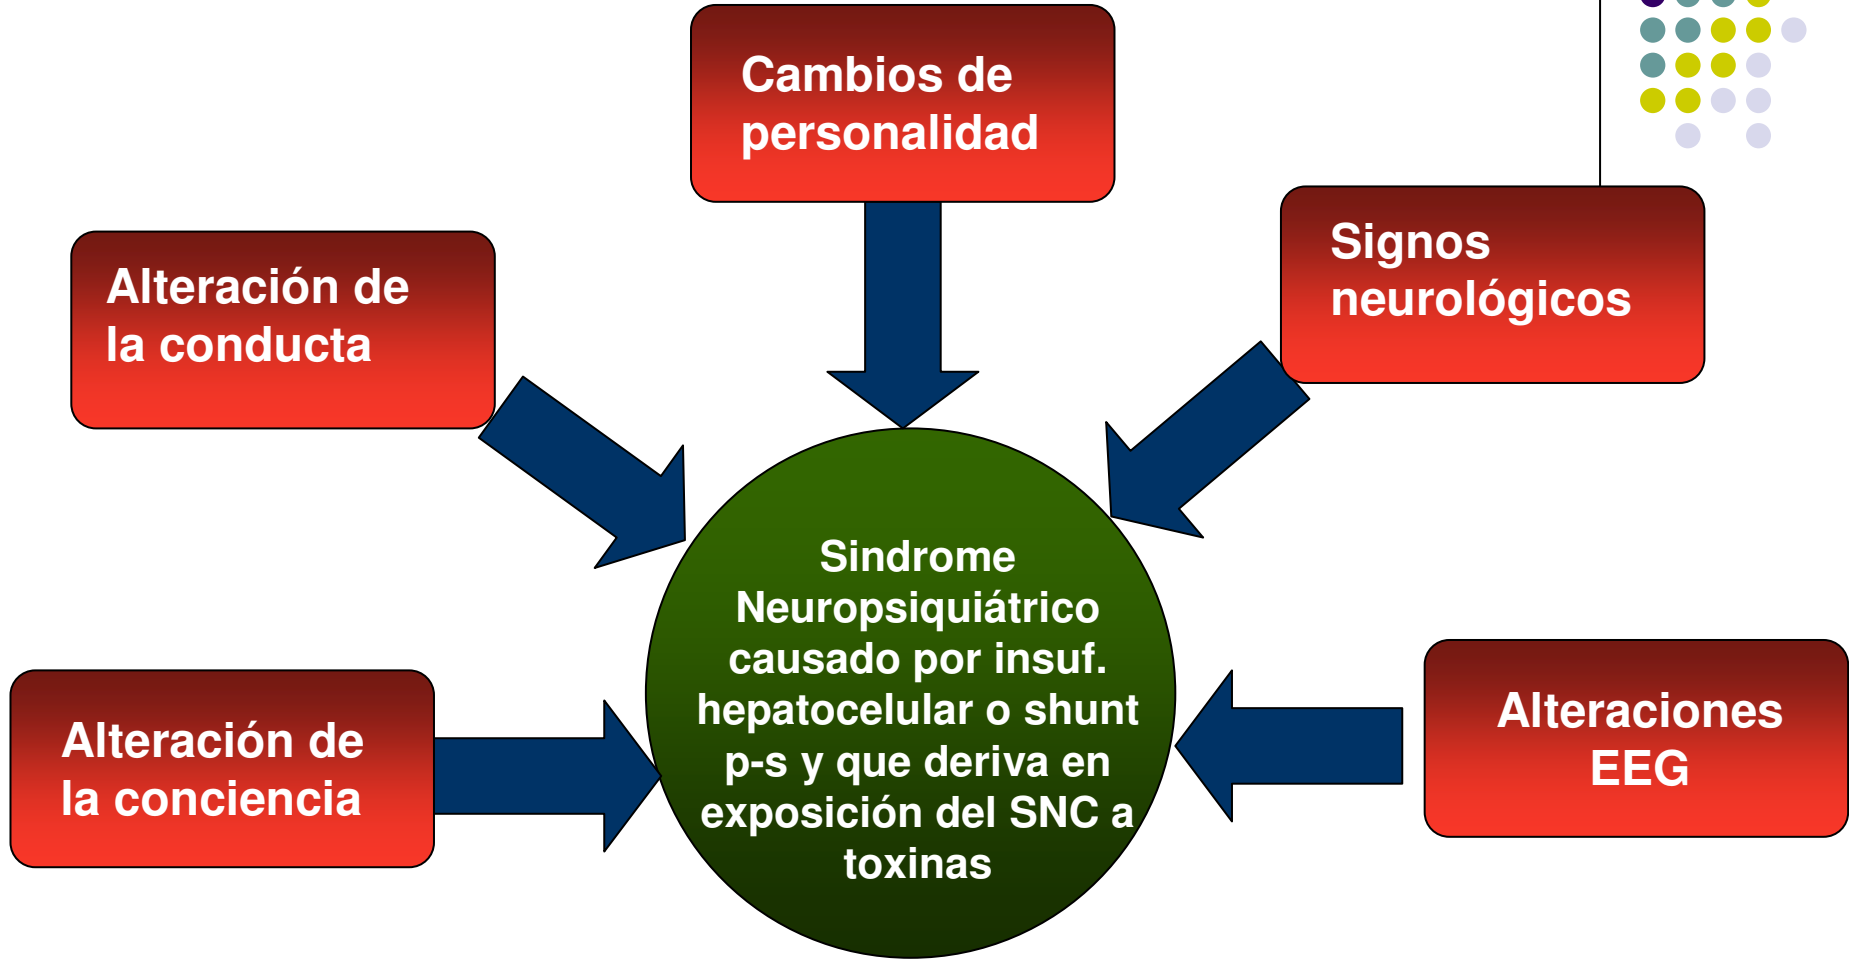 Cambios de
personalidad
Alteración de
la conducta
Signos
neurológicos
Alteración de
la conciencia
Sindrome
Neuropsiquiátrico
causado por insuf.
hepatocelular o shunt
p-s y que deriva en
exposición del SNC a
toxinas
Alteraciones
EEG